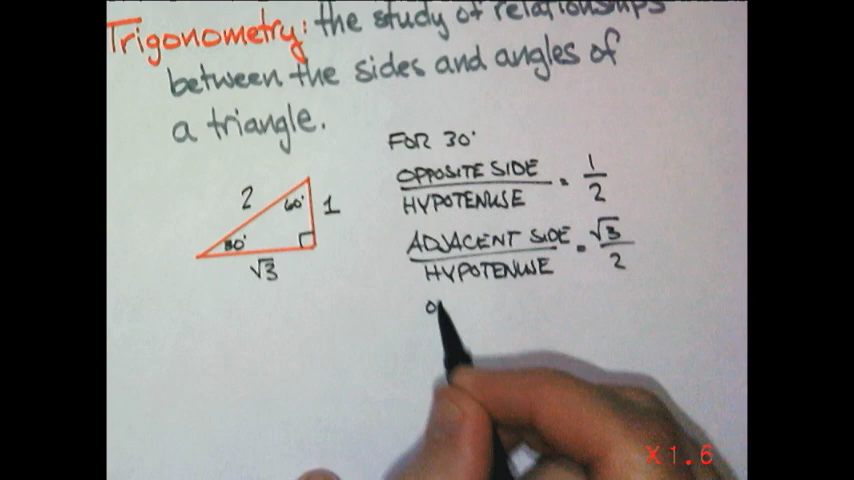 Trigonometry: the study of relationships
between the sides and angles of
a triangle.
FOR 30°
OPPOSITE SIDE
HYPOTENUSE
= 1/2
ADJACENT SIDE
HYPOTENUSE
= √3/2
O
2
60°
1
30°
√3
X1.6